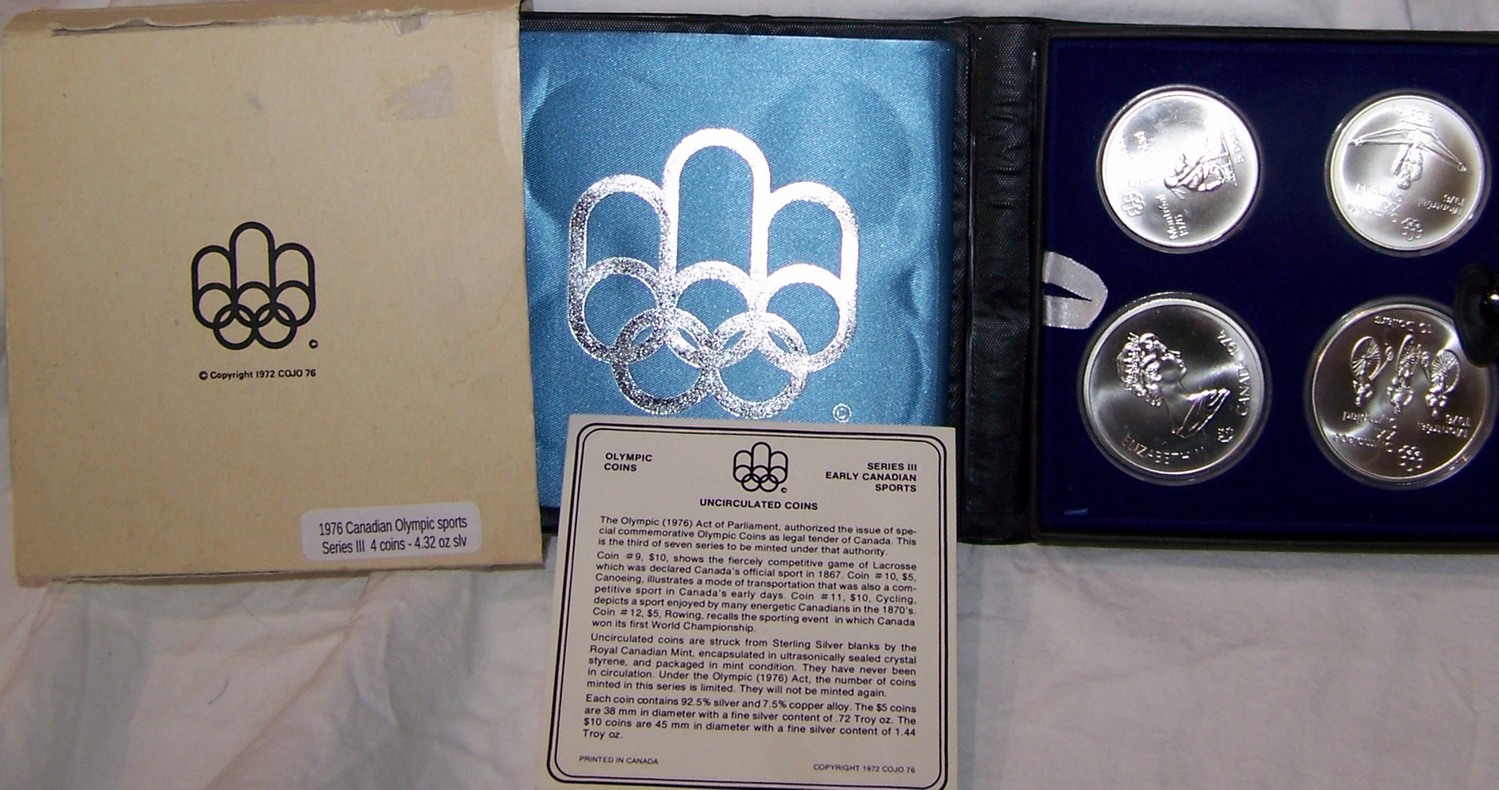 © Copyright 1972 COJO 76
1976 Canadian Olympic sports
Series III 4 coins - 4.32 oz slv
©
OLYMPIC
COINS
SERIES III
EARLY CANADIAN
SPORTS
UNCIRCULATED COINS
The Olympic (1976) Act of Parliament, authorized the issue of spe-
cial commemorative Olympic Coins as legal tender of Canada. This
is the third of seven series to be minted under that authority.
Coin #9, $10, shows the fiercely competitive game of Lacrosse
which was declared Canada's official sport in 1867. Coin #10, $5,
Canoeing, illustrates a mode of transportation that was also a com-
petitive sport in Canada's early days. Coin #11, $10, Cycling,
depicts a sport enjoyed by many energetic Canadians in the 1870's.
Coin #12, $5, Rowing, recalls the sporting event in which Canada
won its first World Championship.
Uncirculated coins are struck from Sterling Silver blanks by the
Royal Canadian Mint, encapsulated in ultrasonically sealed crystal
styrene, and packaged in mint condition. They have never been
in circulation. Under the Olympic (1976) Act, the number of coins
minted in this series is limited. They will not be minted again.
Each coin contains 92.5% silver and 7.5% copper alloy. The $5 coins
are 38 mm in diameter with a fine silver content of .72 Troy oz. The
$10 coins are 45 mm in diameter with a fine silver content of 1.44
Troy oz.
PRINTED IN CANADA
COPYRIGHT 1972 COJO 76
Montréal
1976
Montréal
1976
ELIZABETH II
CANADA 1974
10 Dollars
Montréal
1976